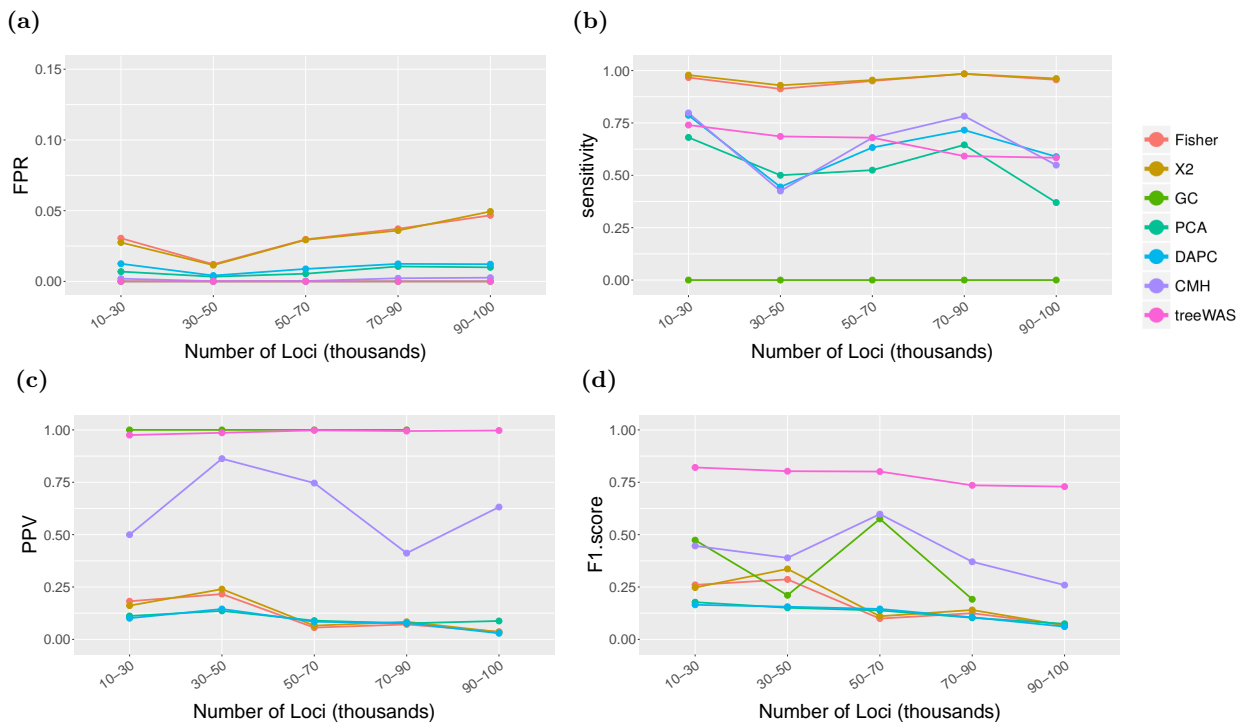 (a)
0.15
0.10
0.05
0.00
FPR
10−30
30−50
50−70
70−90
90−100
Number of Loci (thousands)
(b)
1.00
0.75
0.50
0.25
0.00
sensitivity
10−30
30−50
50−70
70−90
90−100
Number of Loci (thousands)
Fisher
X2
GC
PCA
DAPC
CMH
treeWAS
(c)
1.00
0.75
0.50
0.25
0.00
PPV
10−30
30−50
50−70
70−90
90−100
Number of Loci (thousands)
(d)
1.00
0.75
0.50
0.25
0.00
F1.score
10−30
30−50
50−70
70−90
90−100
Number of Loci (thousands)